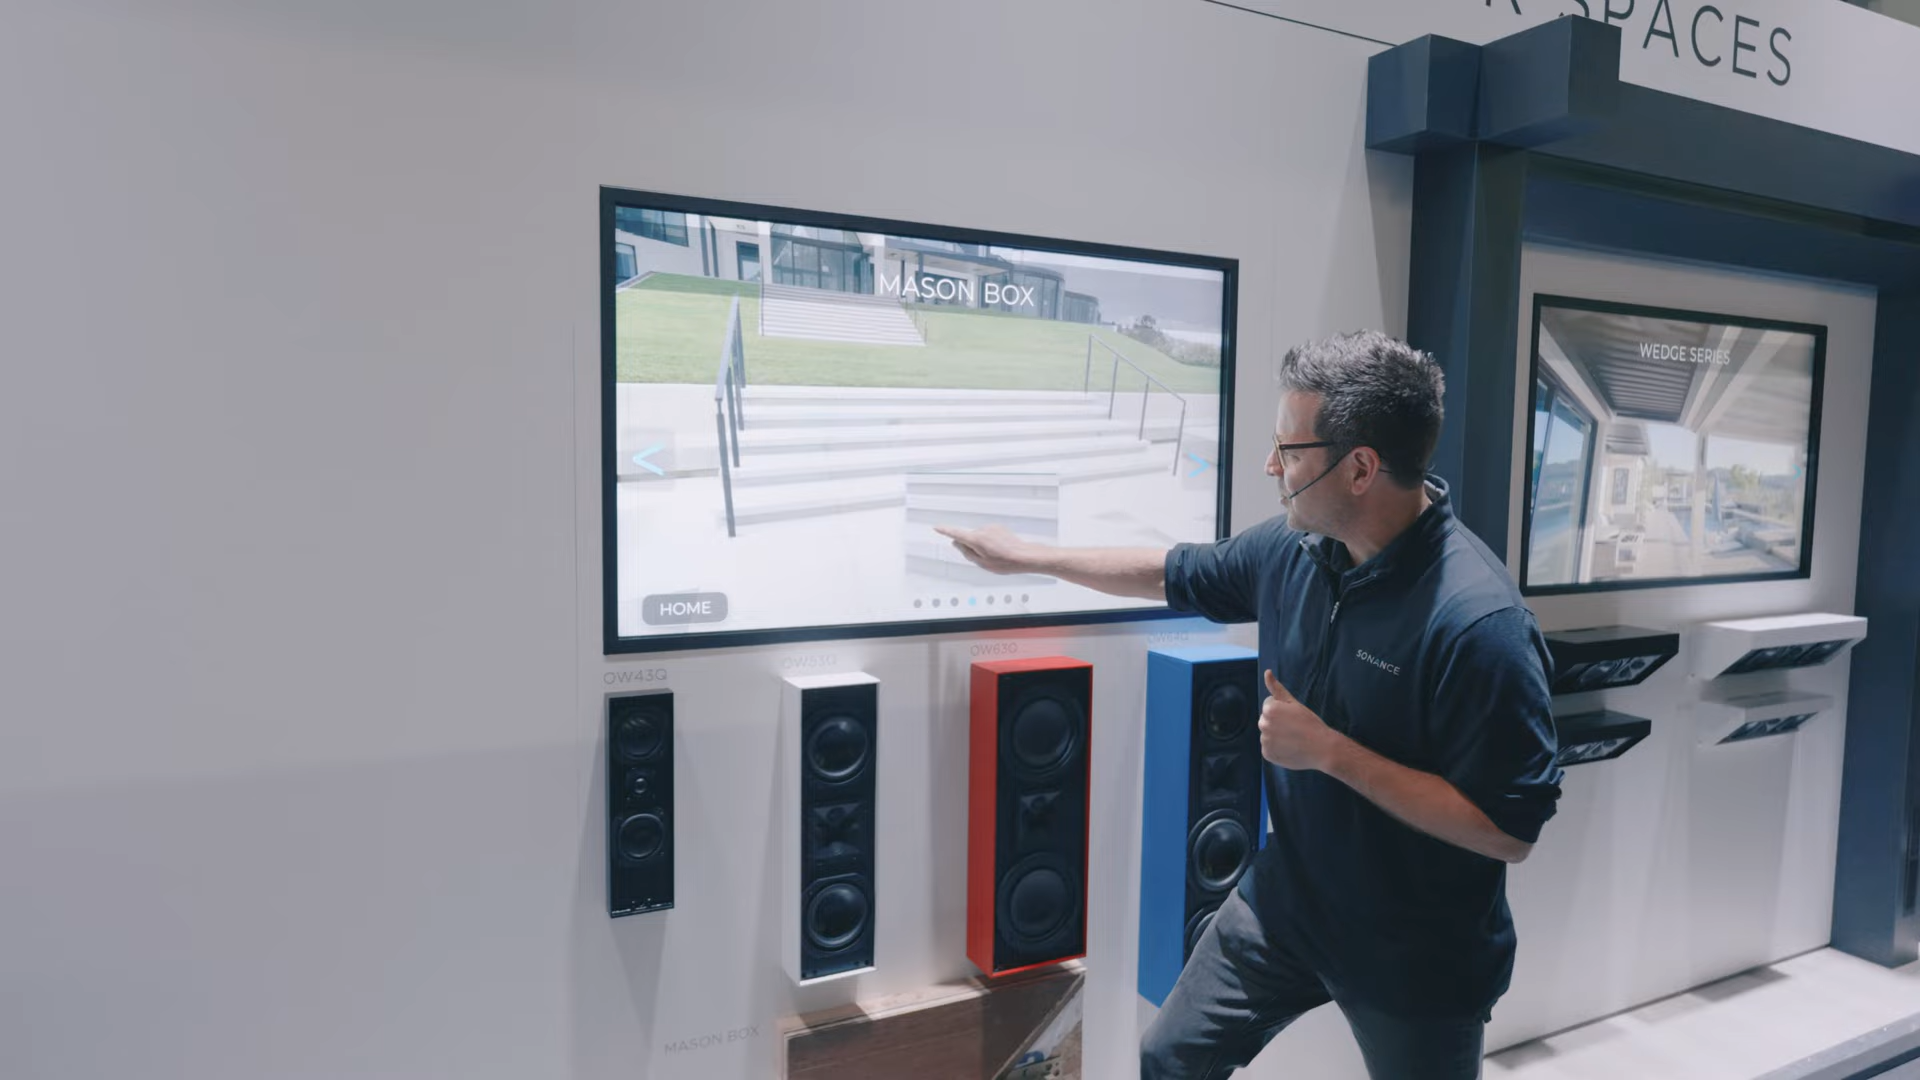 SPACES
MASON BOX
WEDGE SERIES
<
>
HOME
OW43Q
OW53Q
OW63Q
SONANCE
MASON BOX